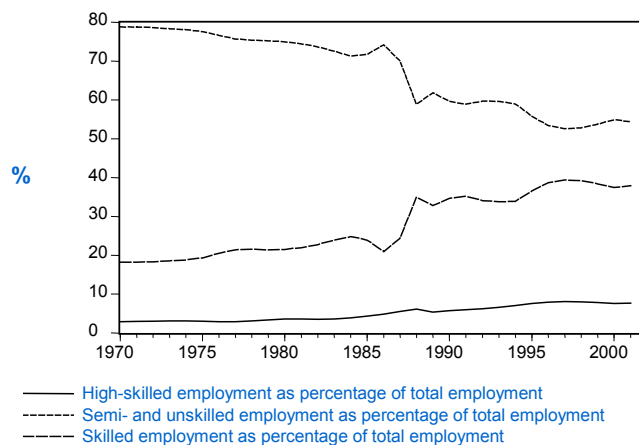 80
70
60
50
%
40
30
20
10
0
1970 1975 1980 1985 1990 1995 2000
High-skilled employment as percentage of total employment
Semi- and unskilled employment as percentage of total employment
Skilled employment as percentage of total employment